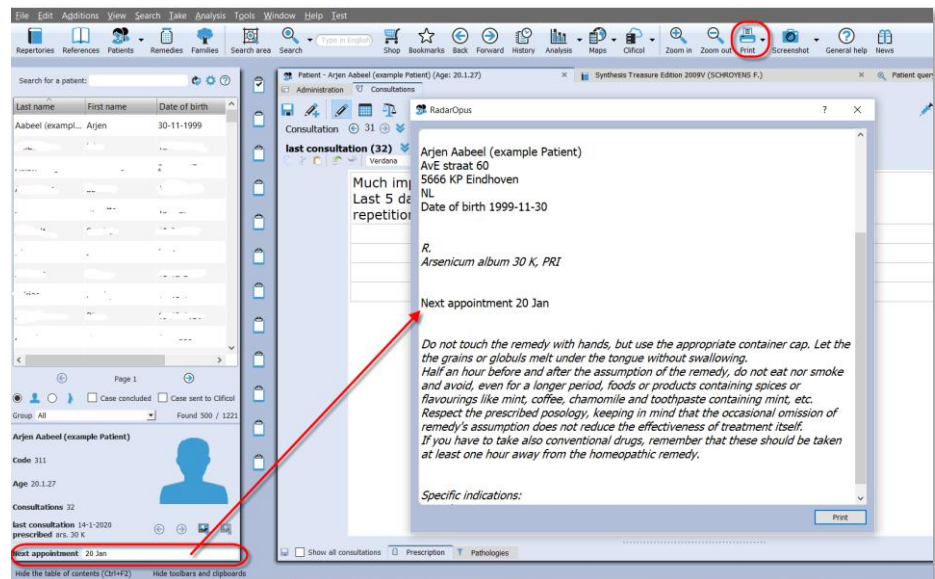 File Edit Additions View Search Take Analysis Tools Window Help Test
Repertories References Patients Remedies Families Search area Search (Type in English) Shop Bookmarks Back Forward History Analysis Maps Clificol Zoom in Zoom out Print Screenshot General help News
Search for a patient:
Last name First name Date of birth
Aabeel (exampl... Arjen 30-11-1999
Page 1
Case concluded Case sent to Clificol
Group All Found 500 / 1221
Arjen Aabeel (example Patient)
Code 311
Age 20.1.27
Consultations 32
last consultation 14-1-2020
prescribed ars. 30 K
Next appointment 20 Jan
Hide the table of contents (Ctrl+F2) Hide toolbars and clipboards
Patient - Arjen Aabeel (example Patient) (Age: 20.1.27) Synthesis Treasure Edition 2009V (SCHROYENS F.) Patient query
Administration Consultations
Consultation 31
last consultation (32)
Verdana
Much im
Last 5 da
repetition
RadarOpus
Arjen Aabeel (example Patient)
AvE straat 60
5666 KP Eindhoven
NL
Date of birth 1999-11-30
R.
Arsenicum album 30 K, PRI
Next appointment 20 Jan
Do not touch the remedy with hands, but use the appropriate container cap. Let the
the grains or globuls melt under the tongue without swallowing.
Half an hour before and after the assumption of the remedy, do not eat nor smoke
and avoid, even for a longer period, foods or products containing spices or
flavourings like mint, coffee, chamomile and toothpaste containing mint, etc.
Respect the prescribed posology, keeping in mind that the occasional omission of
remedy's assumption does not reduce the effectiveness of treatment itself.
If you have to take also conventional drugs, remember that these should be taken
at least one hour away from the homeopathic remedy.
Specific indications:
Print
Show all consultations Prescription Pathologies